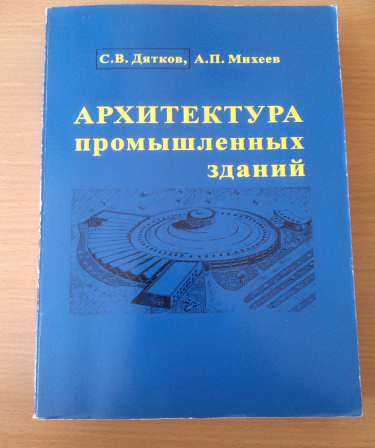 С.В. Дятков, А.П. Михеев
АРХИТЕКТУРА
промышленных
зданий